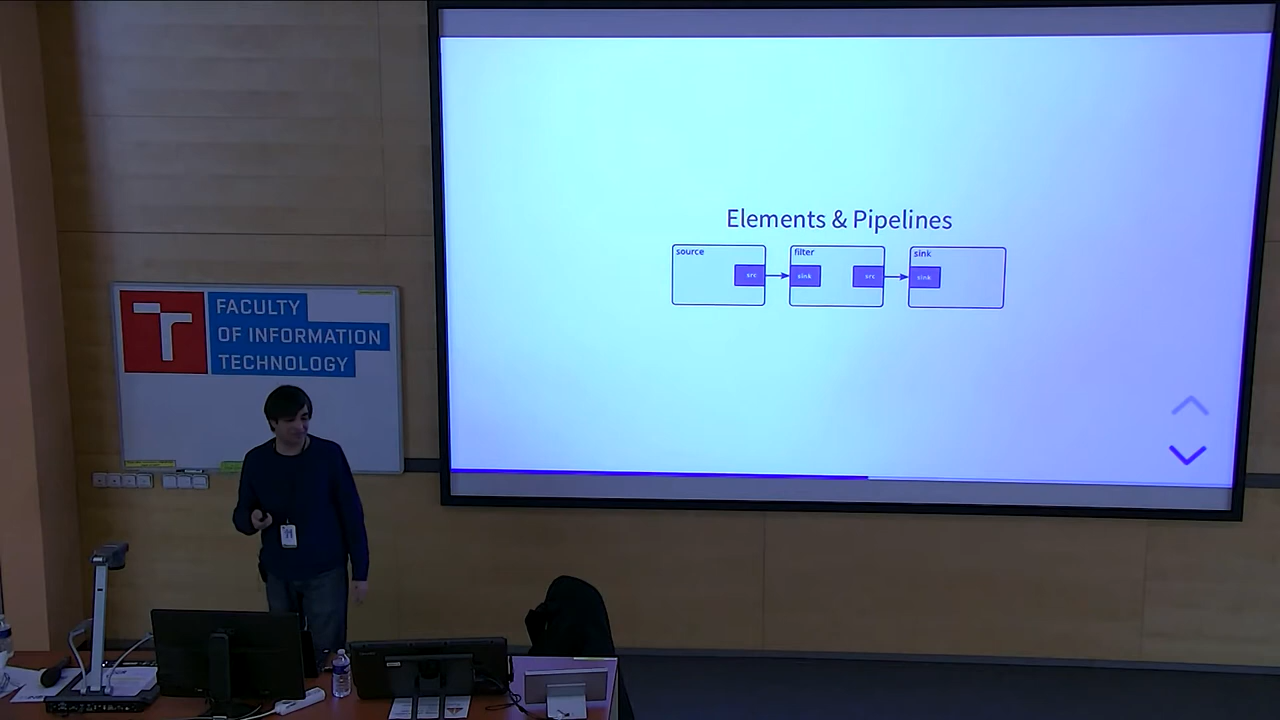 FACULTY
OF INFORMATION
TECHNOLOGY
Elements & Pipelines
source
filter
sink
src
sink
src
sink